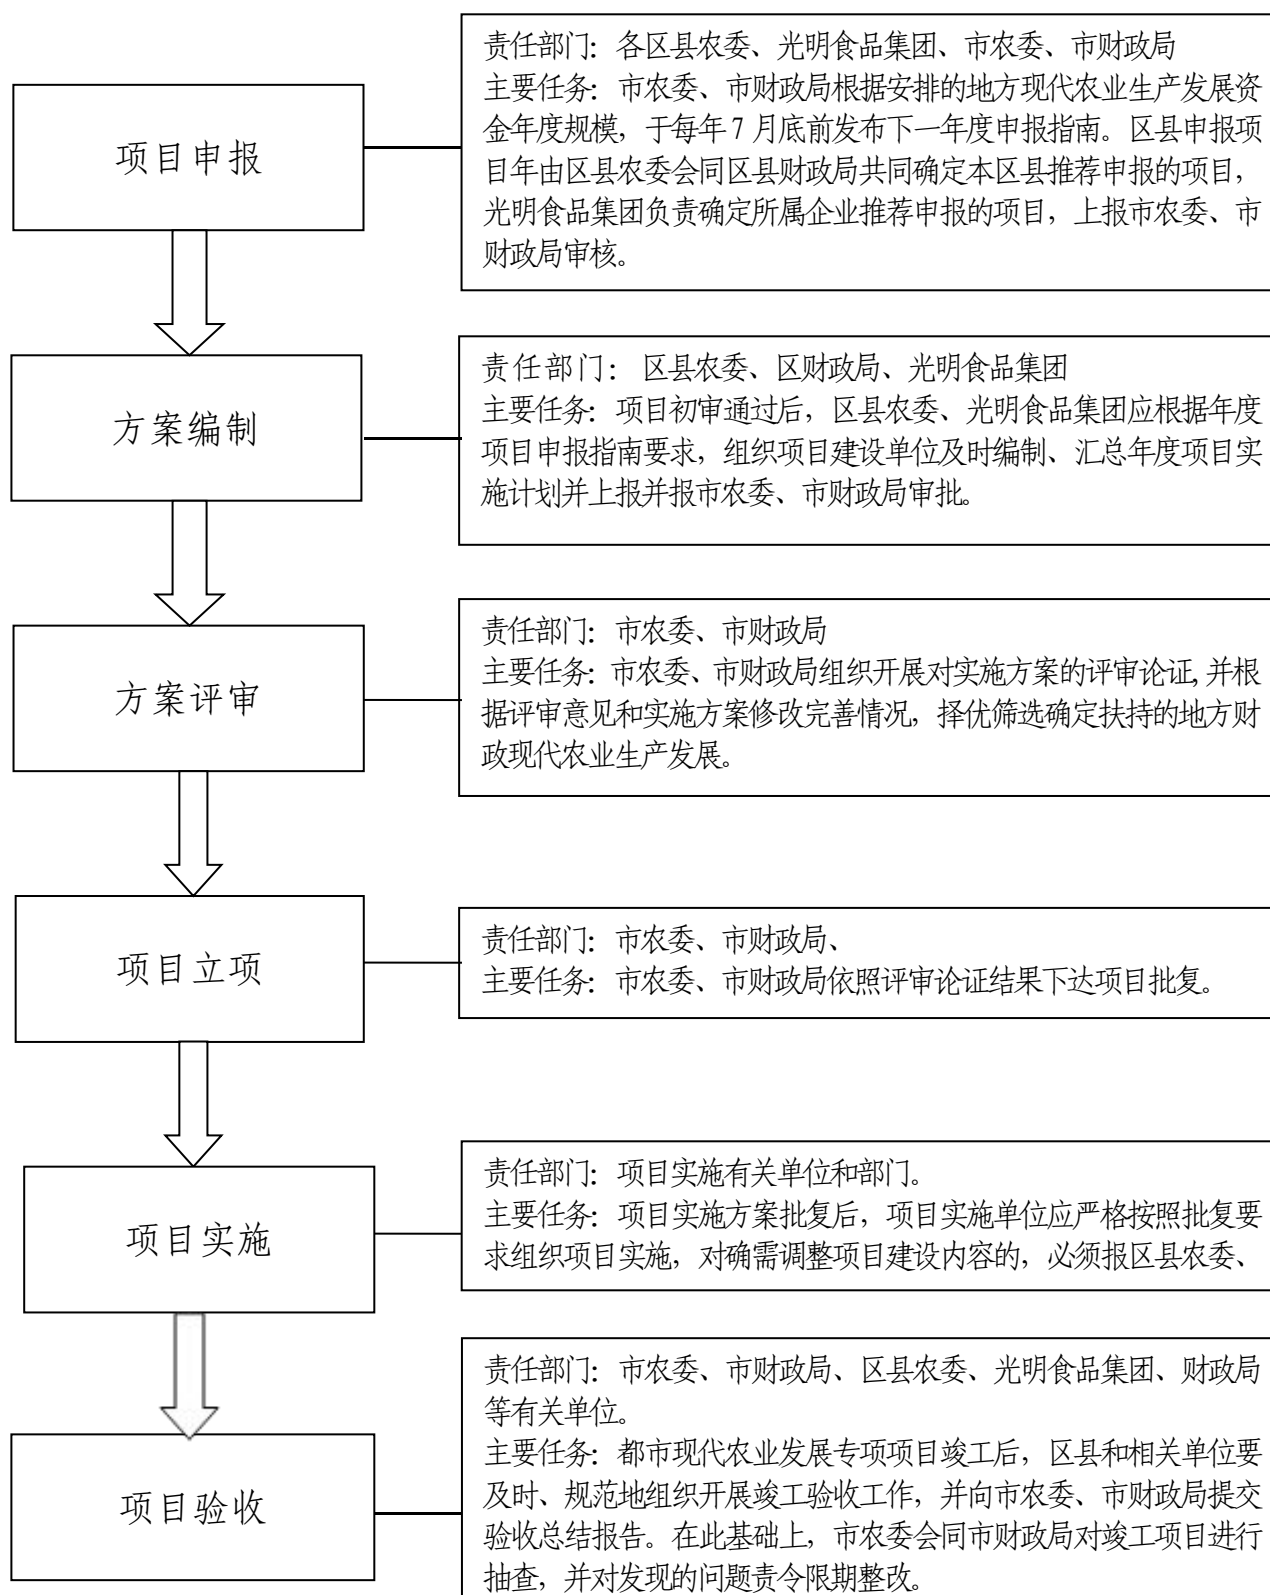 项目申报
责任部门：各区县农委、光明食品集团、市农委、市财政局
主要任务：市农委、市财政局根据安排的地方现代农业生产发展资
金年度规模，于每年 7 月底前发布下一年度申报指南。区县申报项
目年由区县农委会同区县财政局共同确定本区县推荐申报的项目，
光明食品集团负责确定所属企业推荐申报的项目，上报市农委、市
财政局审核。
方案编制
责任部门： 区县农委、区财政局、光明食品集团
主要任务：项目初审通过后，区县农委、光明食品集团应根据年度
项目申报指南要求，组织项目建设单位及时编制、汇总年度项目实
施计划并上报并报市农委、市财政局审批。
方案评审
责任部门：市农委、市财政局
主要任务：市农委、市财政局组织开展对实施方案的评审论证,并根
据评审意见和实施方案修改完善情况，择优筛选确定扶持的地方财
政现代农业生产发展。
项目立项
责任部门：市农委、市财政局、
主要任务：市农委、市财政局依照评审论证结果下达项目批复。
项目实施
责任部门：项目实施有关单位和部门。
主要任务：项目实施方案批复后，项目实施单位应严格按照批复要
求组织项目实施，对确需调整项目建设内容的，必须报区县农委、
项目验收
责任部门：市农委、市财政局、区县农委、光明食品集团、财政局
等有关单位。
主要任务：都市现代农业发展专项项目竣工后，区县和相关单位要
及时、规范地组织开展竣工验收工作，并向市农委、市财政局提交
验收总结报告。在此基础上，市农委会同市财政局对竣工项目进行
抽查，并对发现的问题责令限期整改。